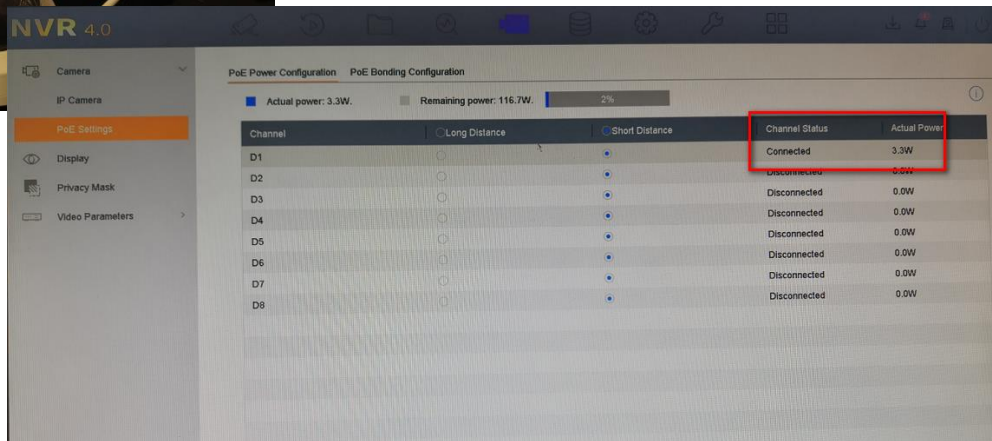 NVR 4.0
Camera
IP Camera
PoE Settings
Display
Privacy Mask
Video Parameters
PoE Power Configuration PoE Bonding Configuration
Actual power: 3.3W. Remaining power: 116.7W. 2%
Channel Long Distance Short Distance Channel Status Actual Power
D1 Connected 3.3W
D2 Disconnected 0.0W
D3 Disconnected 0.0W
D4 Disconnected 0.0W
D5 Disconnected 0.0W
D6 Disconnected 0.0W
D7 Disconnected 0.0W
D8 Disconnected 0.0W